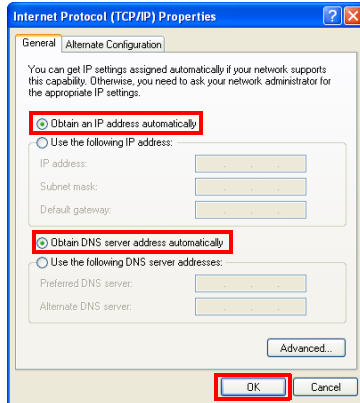 Internet Protocol (TCP/IP) Properties
General
Alternate Configuration
You can get IP settings assigned automatically if your network supports
this capability. Otherwise, you need to ask your network administrator for
the appropriate IP settings.
Obtain an IP address automatically
Use the following IP address:
IP address:
Subnet mask:
Default gateway:
Obtain DNS server address automatically
Use the following DNS server addresses:
Preferred DNS server:
Alternate DNS server:
Advanced...
OK
Cancel